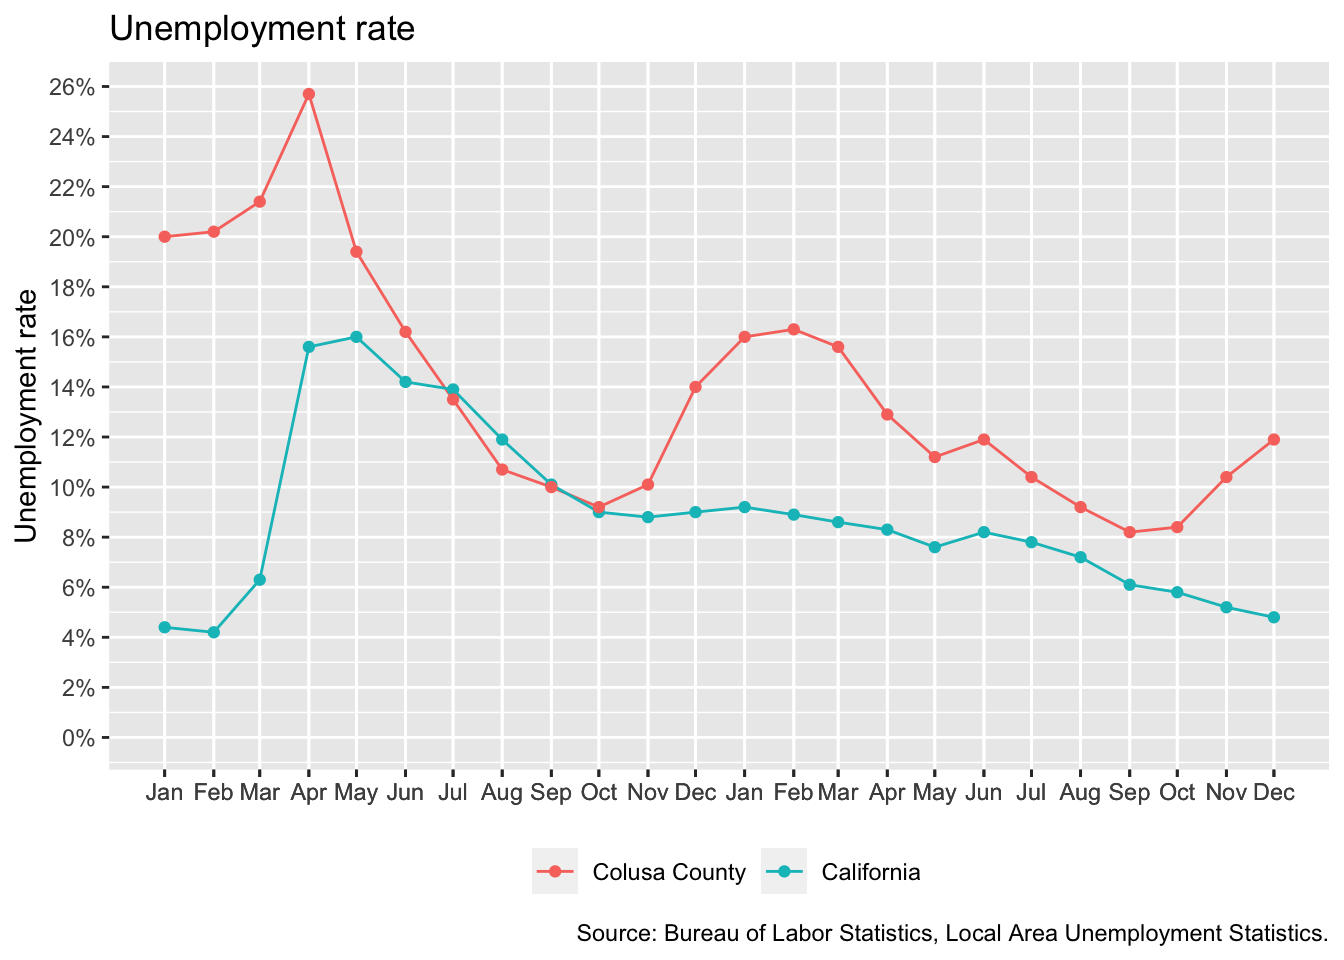 Unemployment rate
Unemployment rate
26%
24%
22%
20%
18%
16%
14%
12%
10%
8%
6%
4%
2%
0%
Jan Feb Mar Apr May Jun Jul Aug Sep Oct Nov Dec Jan Feb Mar Apr May Jun Jul Aug Sep Oct Nov Dec
Colusa County California
Source: Bureau of Labor Statistics, Local Area Unemployment Statistics.